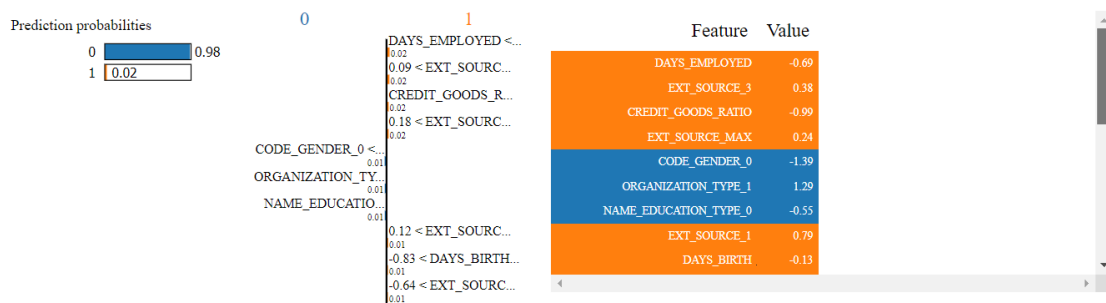 Prediction probabilities
0 0.98
1 0.02
0 1
DAYS_EMPLOYED <...
0.02
0.09 < EXT_SOURC...
0.02
CREDIT_GOODS_R...
0.02
0.18 < EXT_SOURC...
0.02
CODE_GENDER_0 <...
0.01
ORGANIZATION_TY...
0.01
NAME_EDUCATIO...
0.01
0.12 < EXT_SOURC...
0.01
-0.83 < DAYS_BIRTH...
0.01
-0.64 < EXT_SOURC...
0.01
Feature Value
DAYS_EMPLOYED -0.69
EXT_SOURCE_3 0.38
CREDIT_GOODS_RATIO -0.99
EXT_SOURCE_MAX 0.24
CODE_GENDER_0 -1.39
ORGANIZATION_TYPE_1 1.29
NAME_EDUCATION_TYPE_0 -0.55
EXT_SOURCE_1 0.79
DAYS_BIRTH -0.13